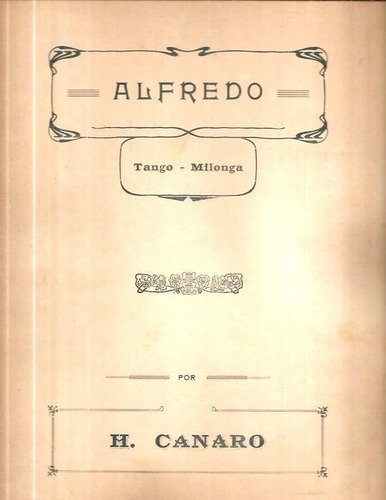 ALFREDO
Tango - Milonga
POR
H. CANARO